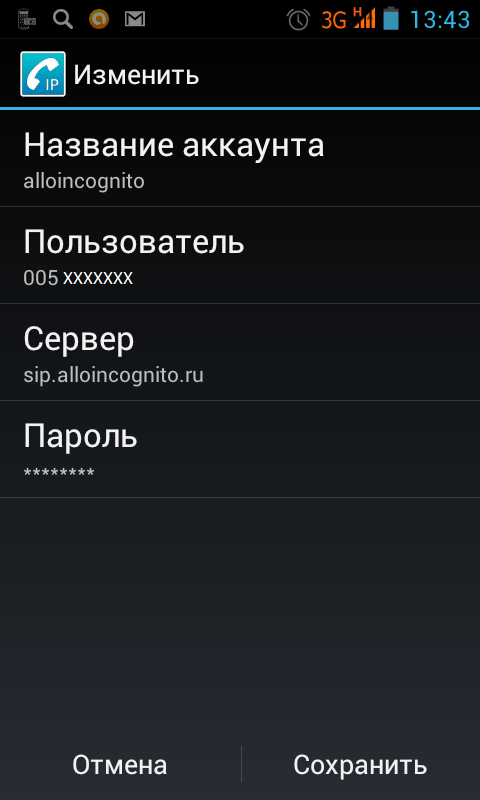 3G H 13:43
IP Изменить
Название аккаунта
alloincognito
Пользователь
005 XXXXXXX
Сервер
sip.alloincognito.ru
Пароль
********
Отмена Сохранить